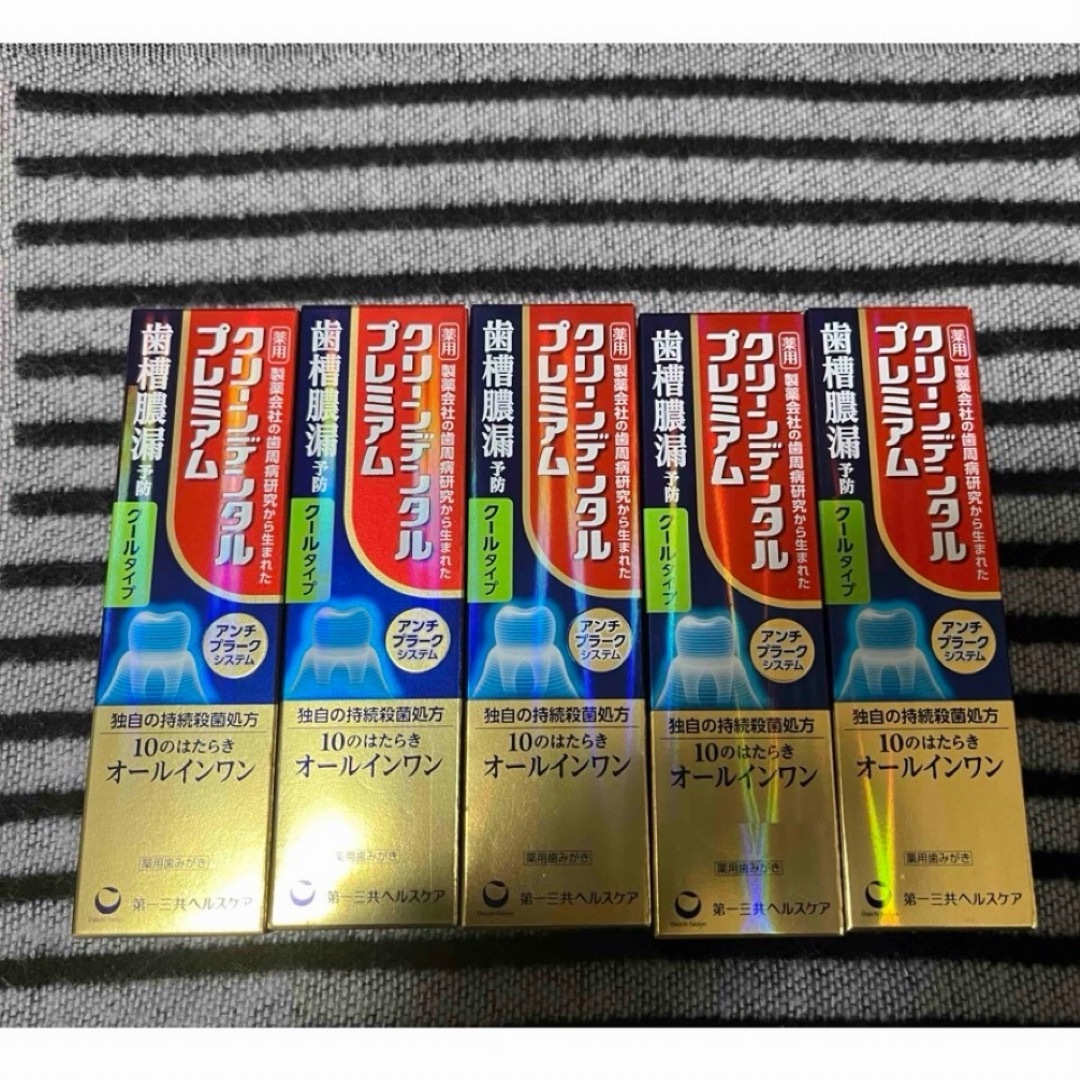 薬用
製薬会社の歯周病研究から生まれた
クリーンデンタル
プレミアム
歯槽膿漏予防
クールタイプ
アンチ
プラーク
システム
独自の持続殺菌処方
10のはたらき
オールインワン
薬用歯みがき
第一三共ヘルスケア
薬用
製薬会社の歯周病研究から生まれた
クリーンデンタル
プレミアム
歯槽膿漏予防
クールタイプ
アンチ
プラーク
システム
独自の持続殺菌処方
10のはたらき
オールインワン
薬用歯みがき
第一三共ヘルスケア
薬用
製薬会社の歯周病研究から生まれた
クリーンデンタル
プレミアム
歯槽膿漏予防
クールタイプ
アンチ
プラーク
システム
独自の持続殺菌処方
10のはたらき
オールインワン
薬用歯みがき
第一三共ヘルスケア
薬用
製薬会社の歯周病研究から生まれた
クリーンデンタル
プレミアム
歯槽膿漏予防
クールタイプ
アンチ
プラーク
システム
独自の持続殺菌処方
10のはたらき
オールインワン
薬用歯みがき
Daiichi-Sankyo
第一三共ヘルスケア
薬用
製薬会社の歯周病研究から生まれた
クリーンデンタル
プレミアム
歯槽膿漏予防
クールタイプ
アンチ
プラーク
システム
独自の持続殺菌処方
10のはたらき
オールインワン
薬用歯みがき
Daiichi-Sankyo
第一三共ヘルスケア